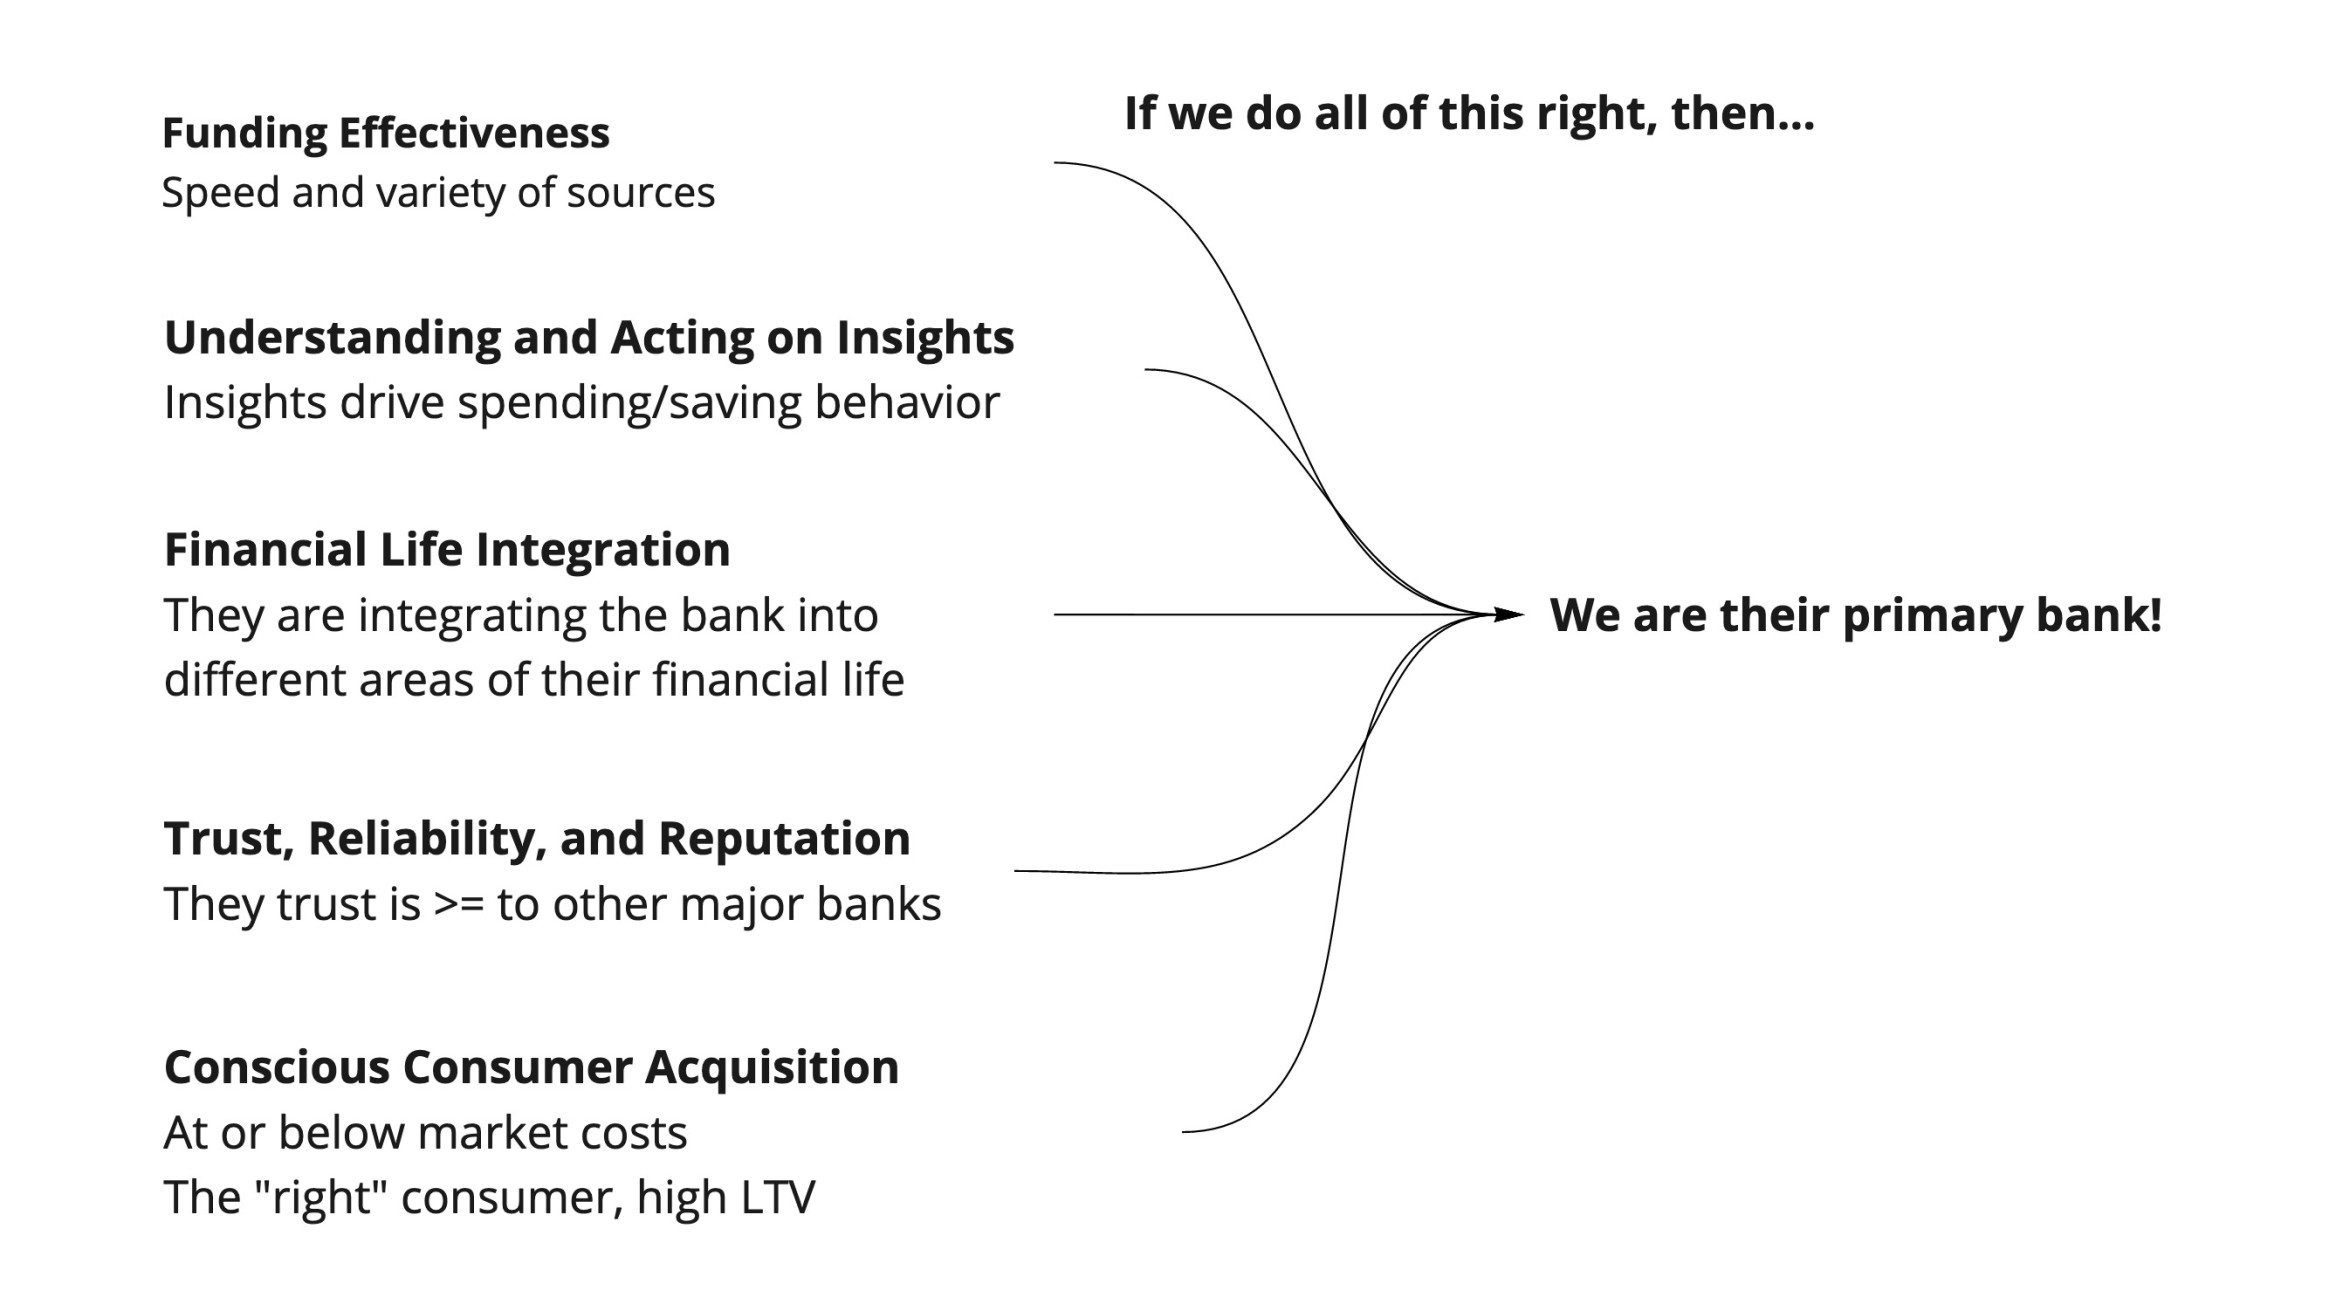 Funding Effectiveness
Speed and variety of sources
Understanding and Acting on Insights
Insights drive spending/saving behavior
Financial Life Integration
They are integrating the bank into
different areas of their financial life
Trust, Reliability, and Reputation
They trust is >= to other major banks
Conscious Consumer Acquisition
At or below market costs
The "right" consumer, high LTV
If we do all of this right, then...
We are their primary bank!